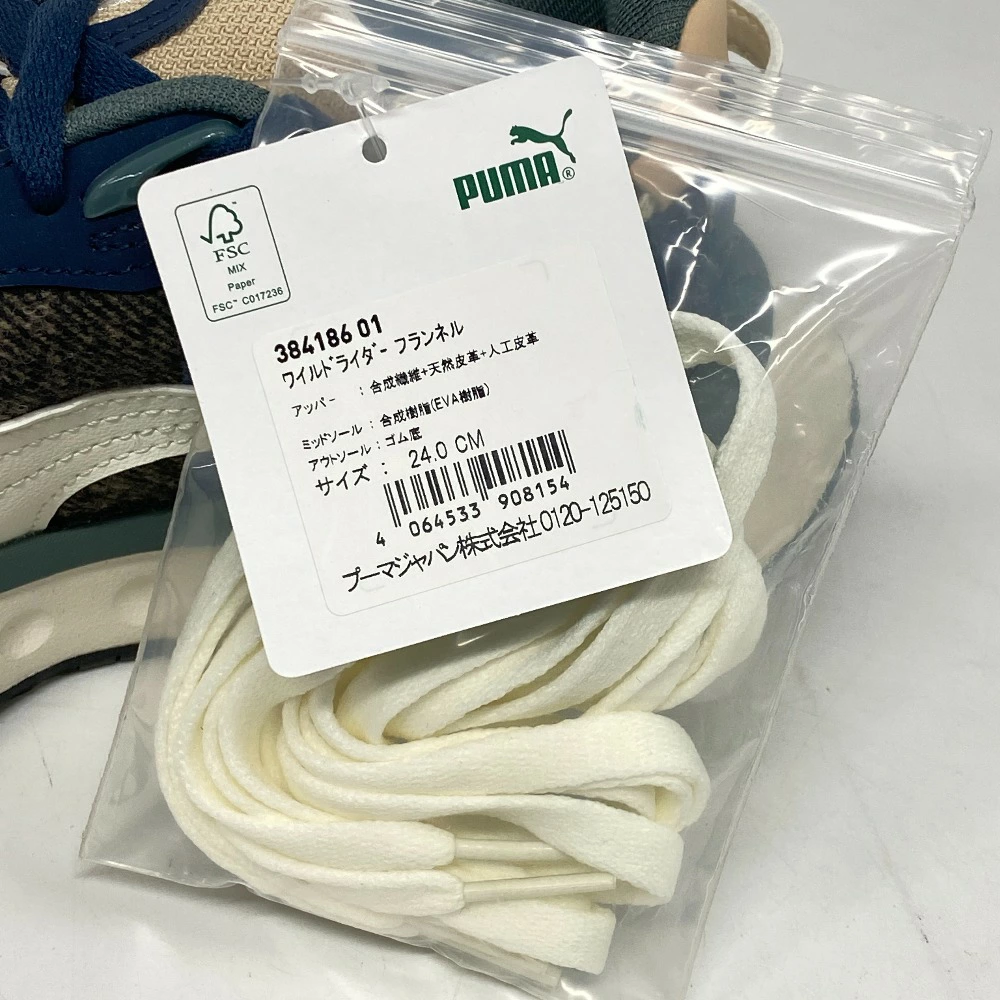 PUMA®
FSC
MIX
Paper
FSC™ C017236
384186 01
ワイルドライダー フランネル
アッパー : 合成繊維+天然皮革+人工皮革
ミッドソール : 合成樹脂(EVA樹脂)
アウトソール : ゴム底
サイズ : 24.0 CM
4 064533 908154
プーマジャパン株式会社0120-125150